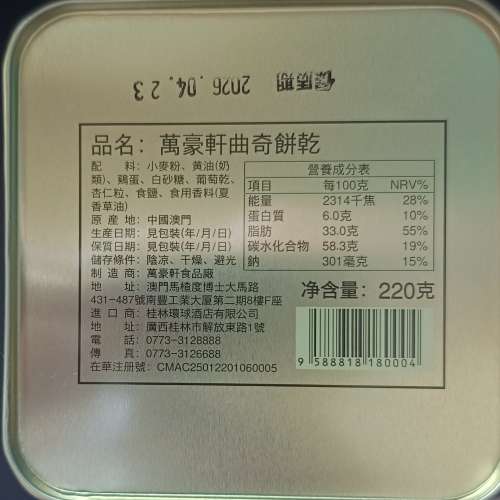 保质期 2026.04.23
品名：萬豪軒曲奇餅乾
配料：小麥粉、黄油(奶
類)、鷄蛋、白砂糖、葡萄乾、
杏仁粒、食鹽、食用香料(夏
香草油)
原産地：中國澳門
生産日期：見包裝(年/月/日)
保質日期：見包裝(年/月/日)
儲存條件：陰凉、干燥、避光
制造商：萬豪軒食品廠
地址：澳門馬楂度博士大馬路
431-487號南豐工業大厦第二期8樓F座
進口商：桂林環球酒店有限公司
地址：廣西桂林市解放東路1號
電話：0773-3128888
傳真：0773-3126688
在華注册號：CMAC25012201060005
營養成分表
項目 每100克 NRV%
能量 2314千焦 28%
蛋白質 6.0克 10%
脂肪 33.0克 55%
碳水化合物 58.3克 19%
鈉 301毫克 15%
净含量：220克
9 588818 180004